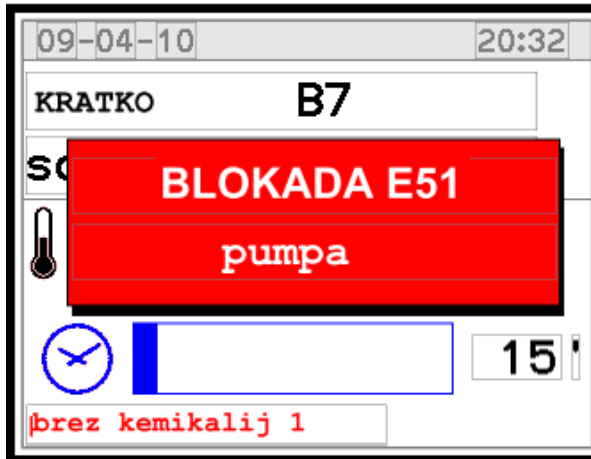 09-04-10 20:32
KRATKO B7
BLOKADA E51
pumpa
15'
brez kemikalij 1